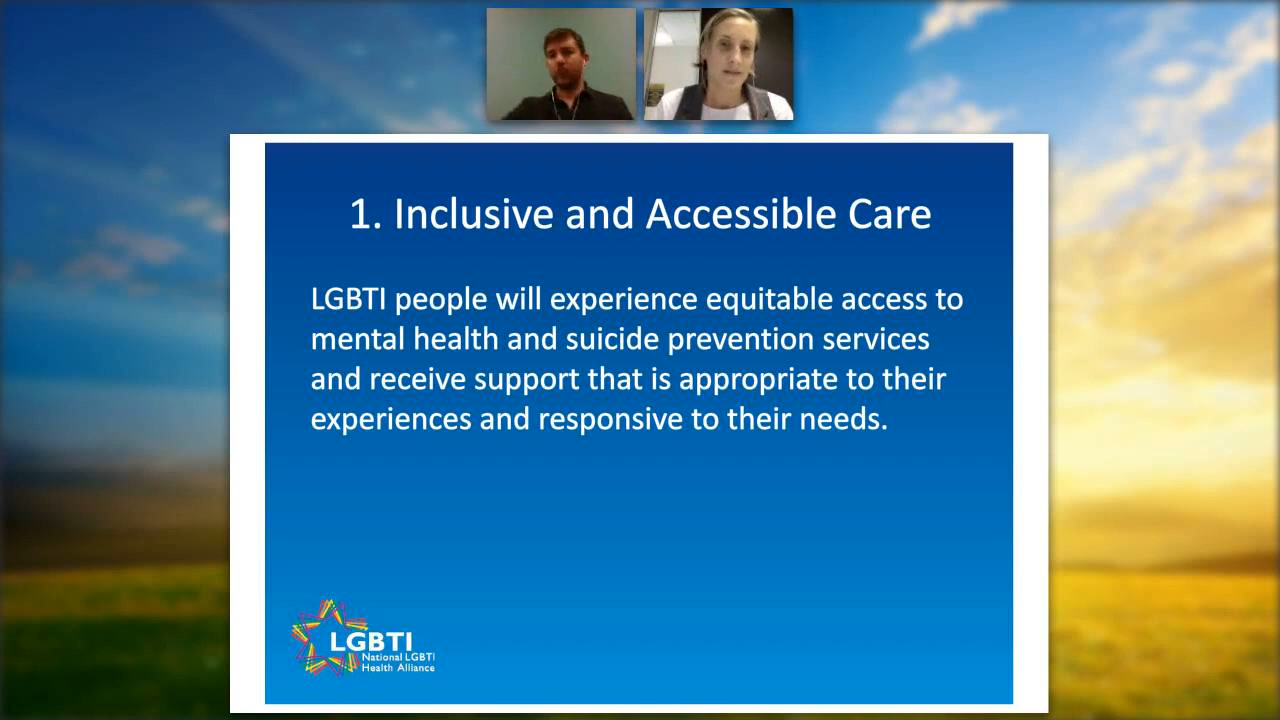 1. Inclusive and Accessible Care
LGBTI people will experience equitable access to
mental health and suicide prevention services
and receive support that is appropriate to their
experiences and responsive to their needs.
LGBTI
National LGBTI
Health Alliance